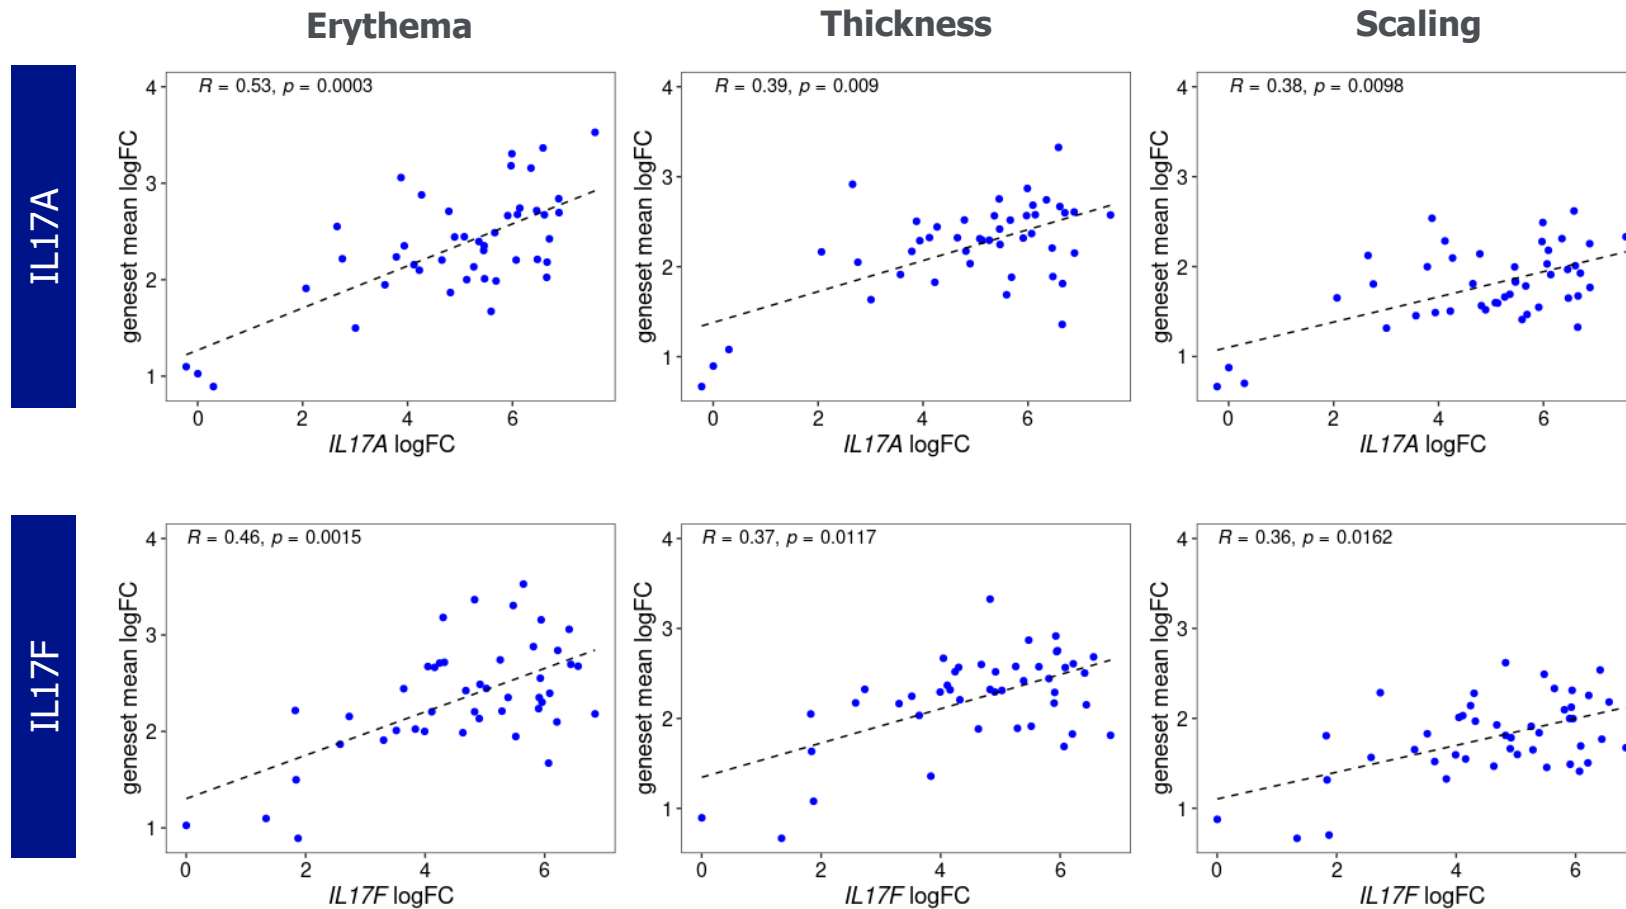 Erythema Thickness Scaling
IL17A
R = 0.53, p = 0.0003
geneset mean logFC
4
3
2
1
0 2 4 6
IL17A logFC
R = 0.39, p = 0.009
geneset mean logFC
4
3
2
1
0 2 4 6
IL17A logFC
R = 0.38, p = 0.0098
geneset mean logFC
4
3
2
1
0 2 4 6
IL17A logFC
IL17F
R = 0.46, p = 0.0015
geneset mean logFC
4
3
2
1
0 2 4 6
IL17F logFC
R = 0.37, p = 0.0117
geneset mean logFC
4
3
2
1
0 2 4 6
IL17F logFC
R = 0.36, p = 0.0162
geneset mean logFC
4
3
2
1
0 2 4 6
IL17F logFC